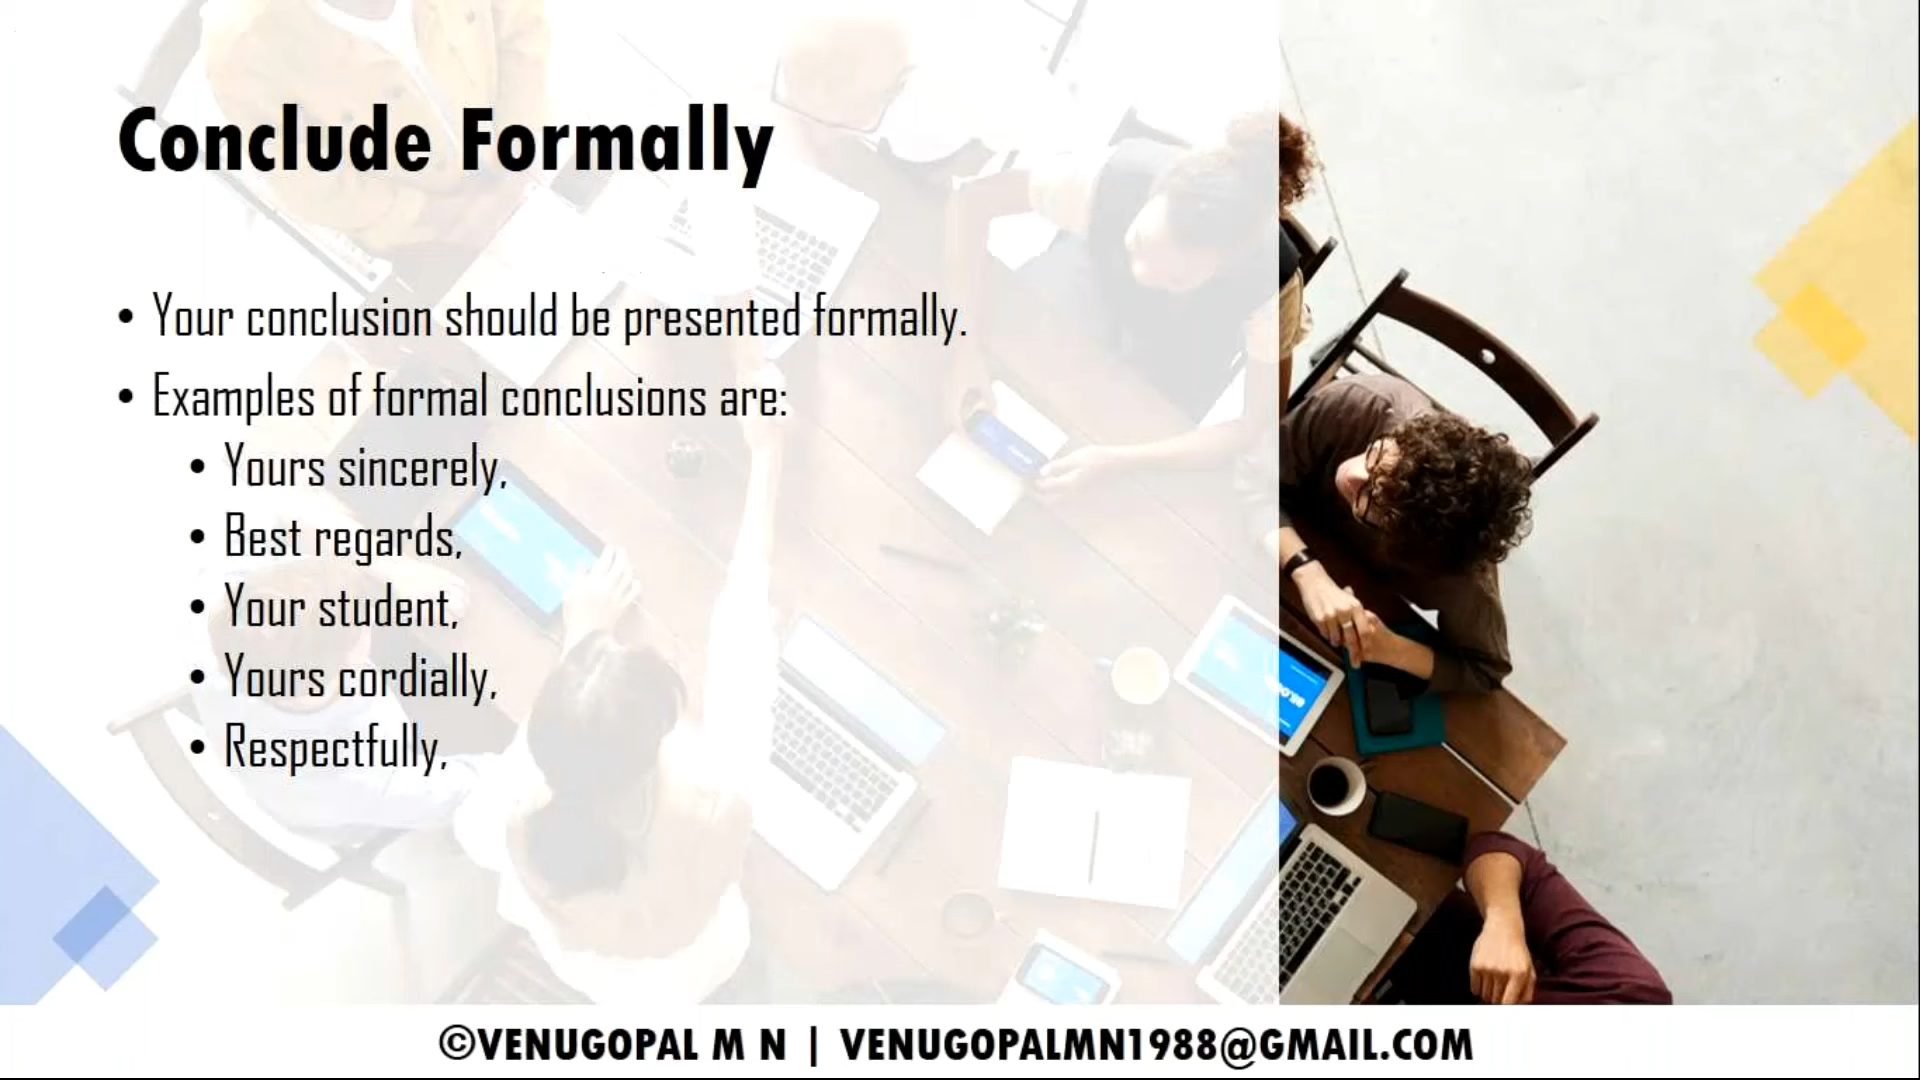 Conclude Formally
• Your conclusion should be presented formally.
• Examples of formal conclusions are:
• Yours sincerely,
• Best regards,
• Your student,
• Yours cordially,
• Respectfully,
©VENUGOPAL M N | VENUGOPALMN1988@GMAIL.COM